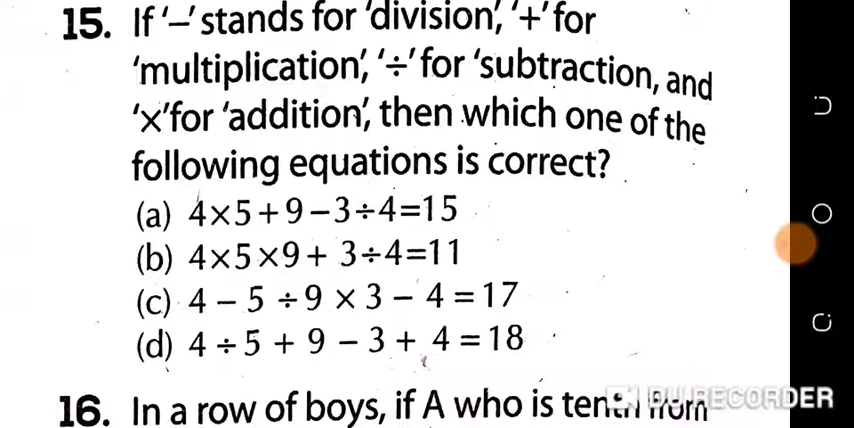 15. If ‘–’ stands for ‘division’, ‘+’ for
‘multiplication’, ‘÷’ for ‘subtraction, and
‘×’for ‘addition’, then which one of the
following equations is correct?
(a) 4×5+9–3÷4=15
(b) 4×5×9+ 3÷4=11
(c) 4 – 5 ÷9 × 3 – 4 = 17
(d) 4 ÷ 5 + 9 – 3 + 4 = 18
16. In a row of boys, if A who is tenth from
RECORDER